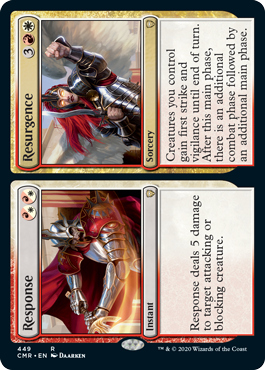 Response
Instant
Response deals 5 damage
to target attacking or
blocking creature.
Resurgence 3
Sorcery
Creatures you control
gain first strike and
vigilance until end of turn.
After this main phase,
there is an additional
combat phase followed by
an additional main phase.
449 R
CMR • EN DAARKEN
™ & © 2020 Wizards of the Coast